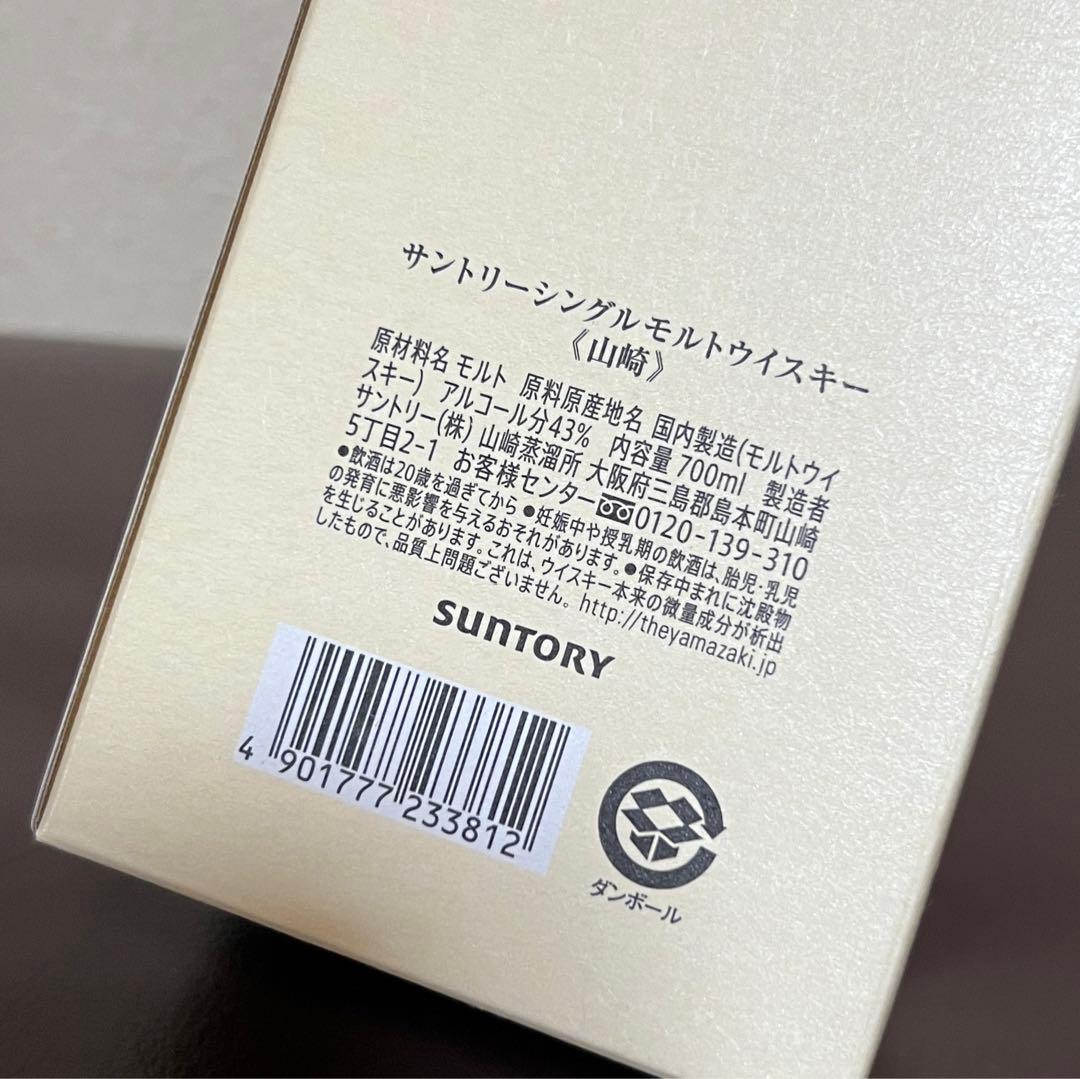 サントリーシングルモルトウイスキー
《山崎》
原材料名 モルト 原料原産地名 国内製造(モルトウイ
スキー) アルコール分43% 内容量 700ml 製造者
サントリー(株) 山崎蒸溜所 大阪府三島郡島本町山崎
5丁目2-1 お客様センター 0120-139-310
●飲酒は20歳を過ぎてから ●妊娠中や授乳期の飲酒は、胎児・乳児
の発育に悪影響を与えるおそれがあります。●保存中まれに沈殿物
を生じることがあります。これは、ウイスキー本来の微量成分が析出
したもので、品質上問題ございません。http://theyamazaki.jp
SUNTORY
4 901777 233812
ダンボール